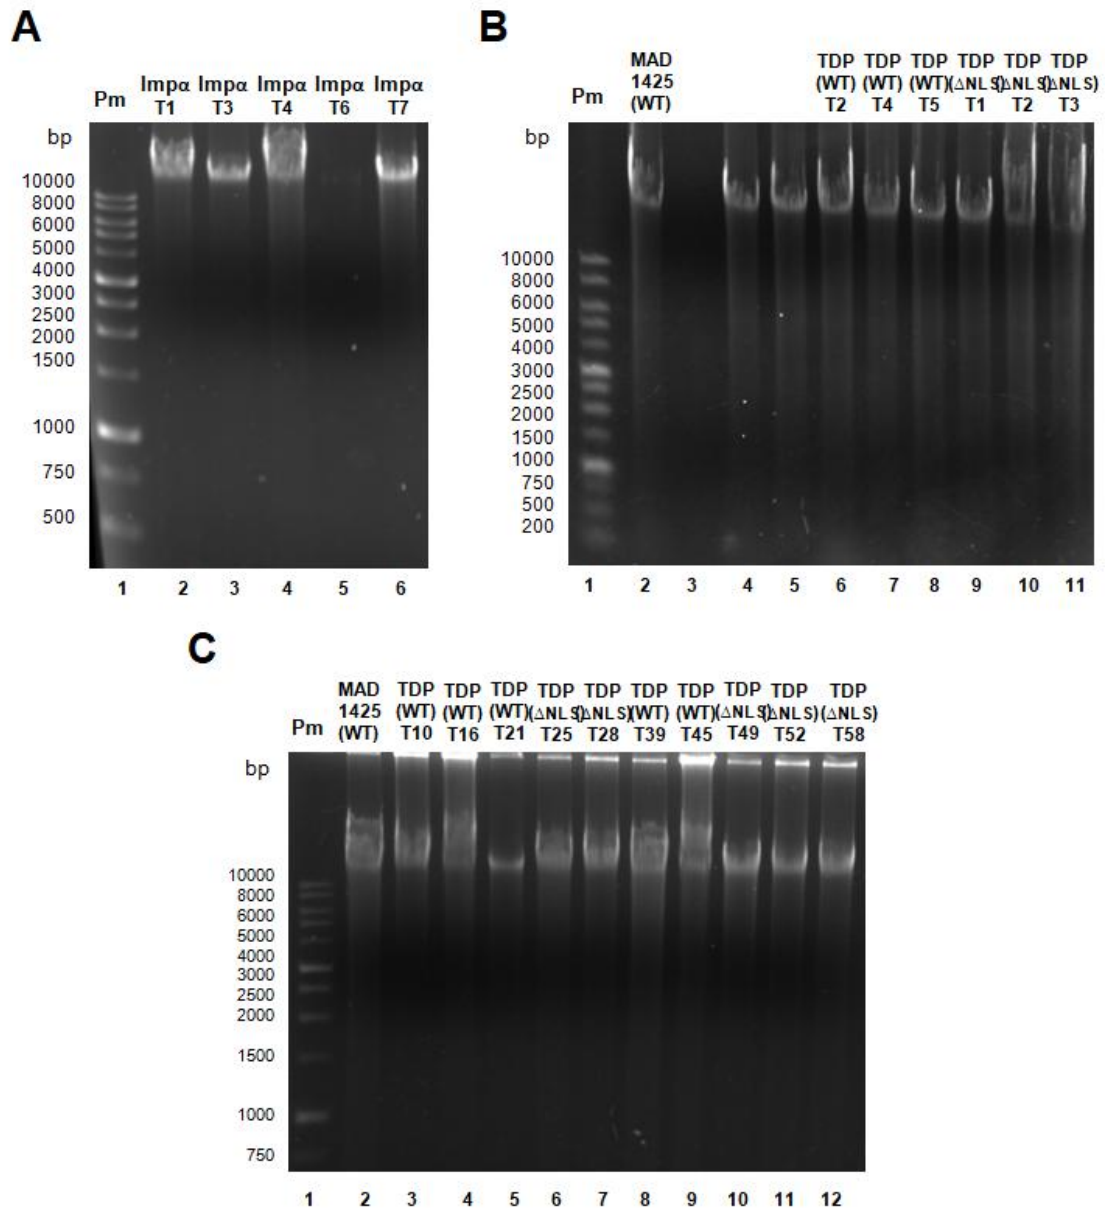 A
Pm
Impα T1
Impα T3
Impα T4
Impα T6
Impα T7
bp
10000
8000
6000
5000
4000
3000
2500
2000
1500
1000
750
500
1 2 3 4 5 6
B
Pm
MAD 1425 (WT)
TDP (WT) T2
TDP (WT) T4
TDP (WT) T5
TDP (ΔNLS) T1
TDP (ΔNLS) T2
TDP (ΔNLS) T3
bp
10000
8000
6000
5000
4000
3000
2500
2000
1500
1000
750
500
200
1 2 3 4 5 6 7 8 9 10 11
C
Pm
MAD 1425 (WT)
TDP (WT) T10
TDP (WT) T16
TDP (WT) T21
TDP (ΔNLS) T25
TDP (ΔNLS) T28
TDP (WT) T39
TDP (WT) T45
TDP (ΔNLS) T49
TDP (ΔNLS) T52
TDP (ΔNLS) T58
bp
10000
8000
6000
5000
4000
3000
2500
2000
1500
1000
750
1 2 3 4 5 6 7 8 9 10 11 12